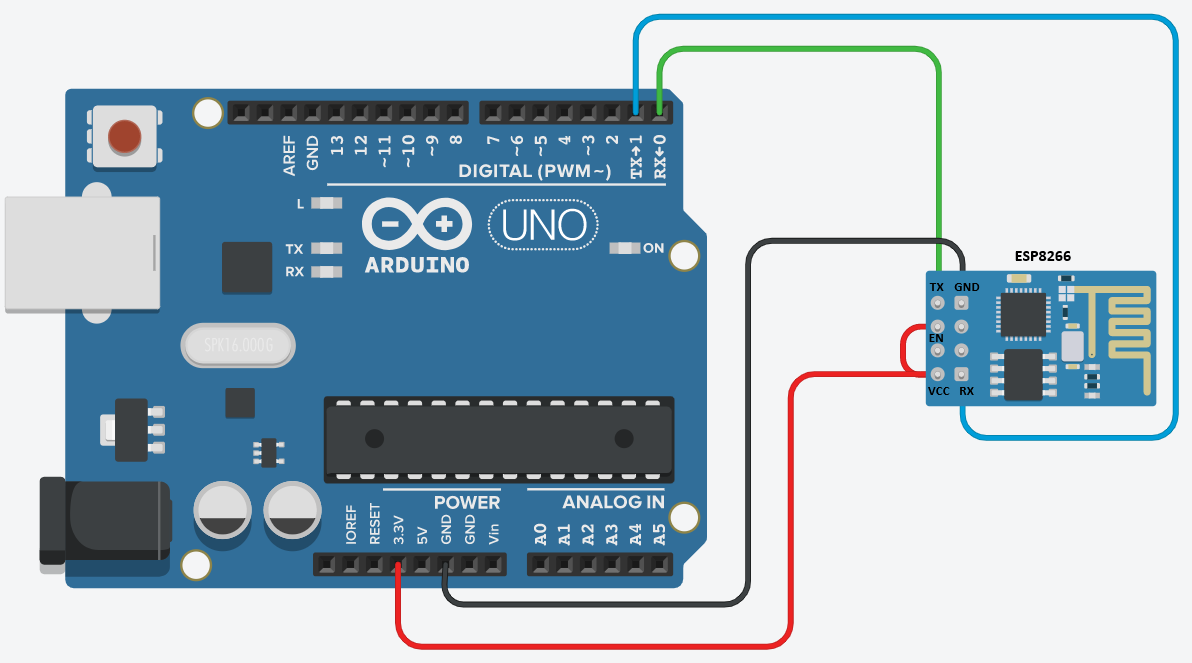 ESP8266
AREF
GND
13
12
~11
~10
~9
8
7
~6
~5
4
~3
2
TX→1
RX←0
DIGITAL (PWM~)
L
TX
RX
UNO
ON
ARDUINO
TX GND
EN
VCC RX
SPK16.000G
POWER
ANALOG IN
IOREF
RESET
3.3V
5V
GND
GND
Vin
A0
A1
A2
A3
A4
A5